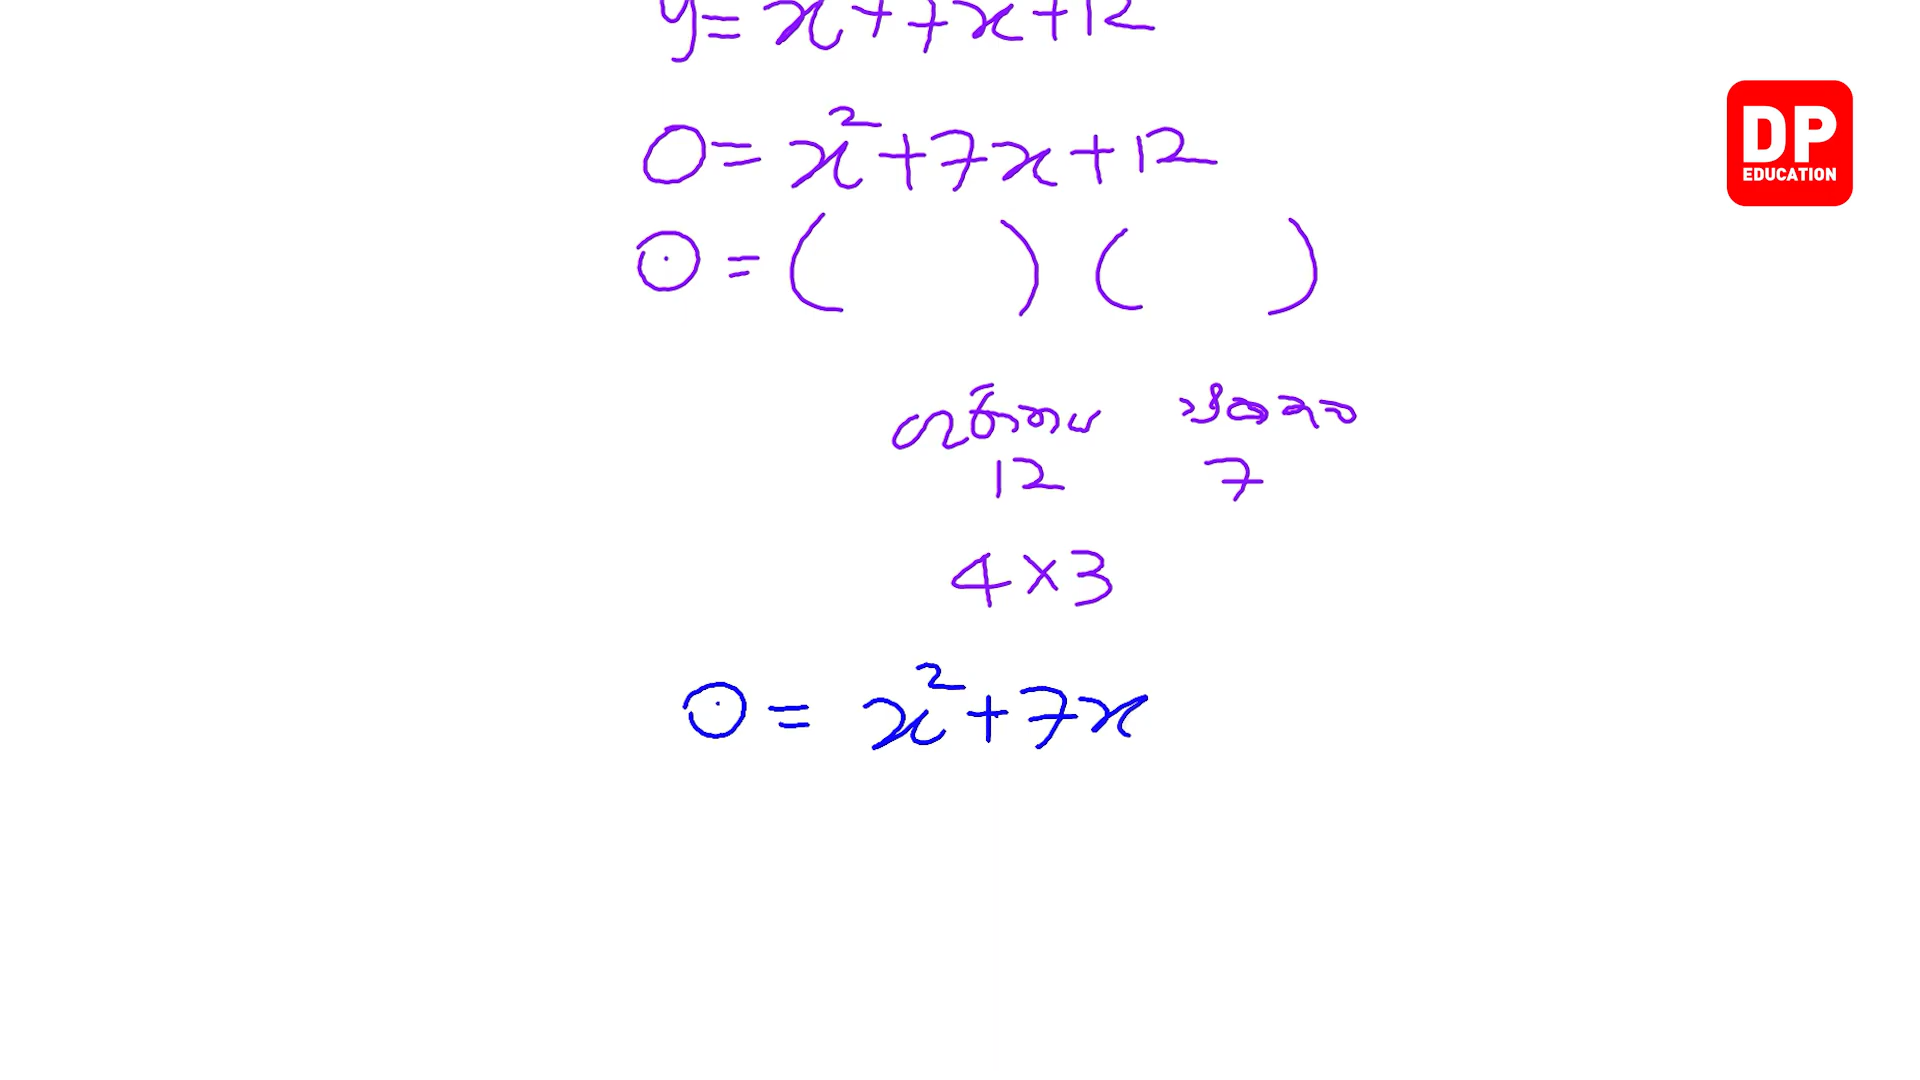 y = x² + 7x + 12
DP
EDUCATION
0 = x² + 7x + 12
0 = ( ) ( )
ගුණිතය එකතුව
12 7
4 × 3
0 = x² + 7x